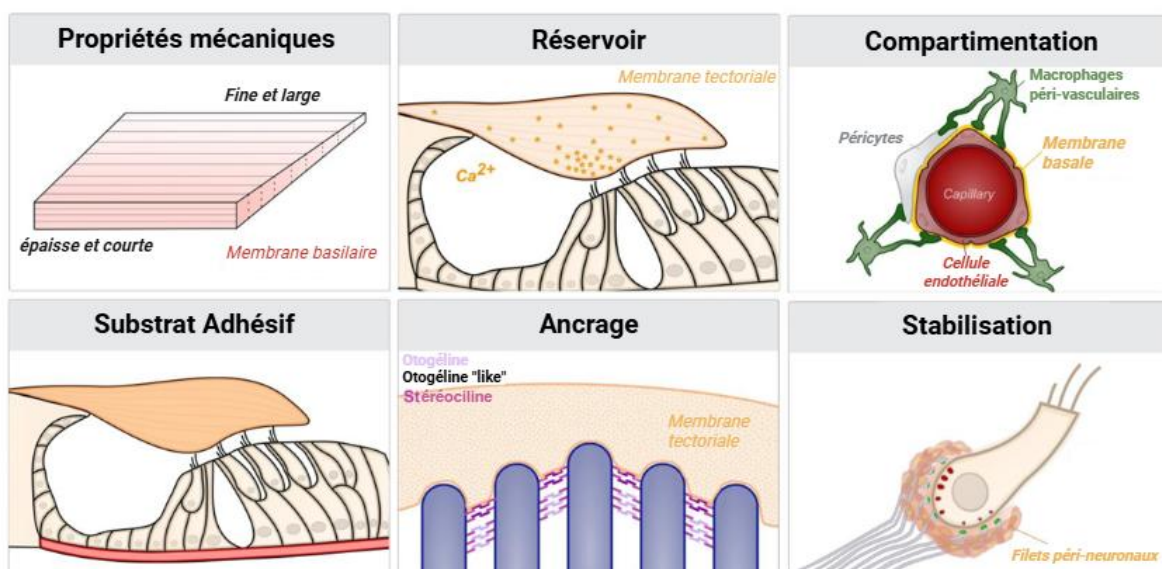 Propriétés mécaniques
Fine et large
épaisse et courte
Membrane basilaire
Réservoir
Membrane tectoriale
Ca2+
Compartimentation
Macrophages
péri-vasculaires
Péricytes
Membrane
basale
Capillary
Cellule
endothéliale
Substrat Adhésif
Ancrage
Otogéline
Otogéline "like"
Stéréociline
Membrane
tectoriale
Stabilisation
Filets péri-neuronaux